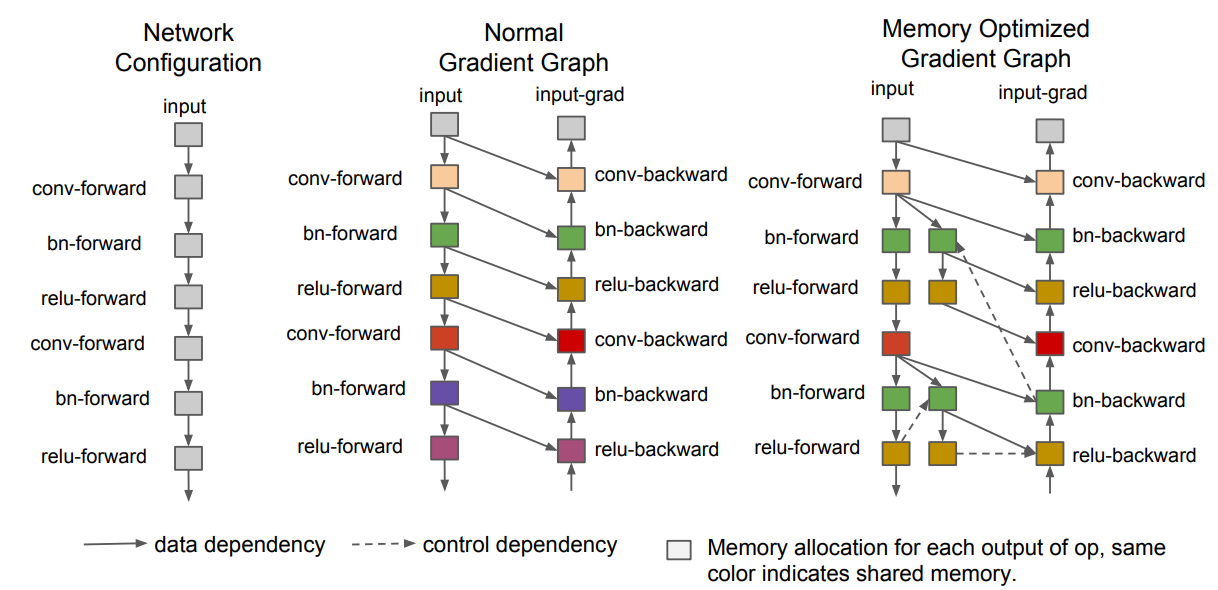 Network
Configuration
input
conv-forward
bn-forward
relu-forward
conv-forward
bn-forward
relu-forward
Normal
Gradient Graph
input
input-grad
conv-forward
conv-backward
bn-forward
bn-backward
relu-forward
relu-backward
conv-forward
conv-backward
bn-forward
bn-backward
relu-forward
relu-backward
Memory Optimized
Gradient Graph
input
input-grad
conv-forward
conv-backward
bn-forward
bn-backward
relu-forward
relu-backward
conv-forward
conv-backward
bn-forward
bn-backward
relu-forward
relu-backward
data dependency
control dependency
Memory allocation for each output of op, same
color indicates shared memory.